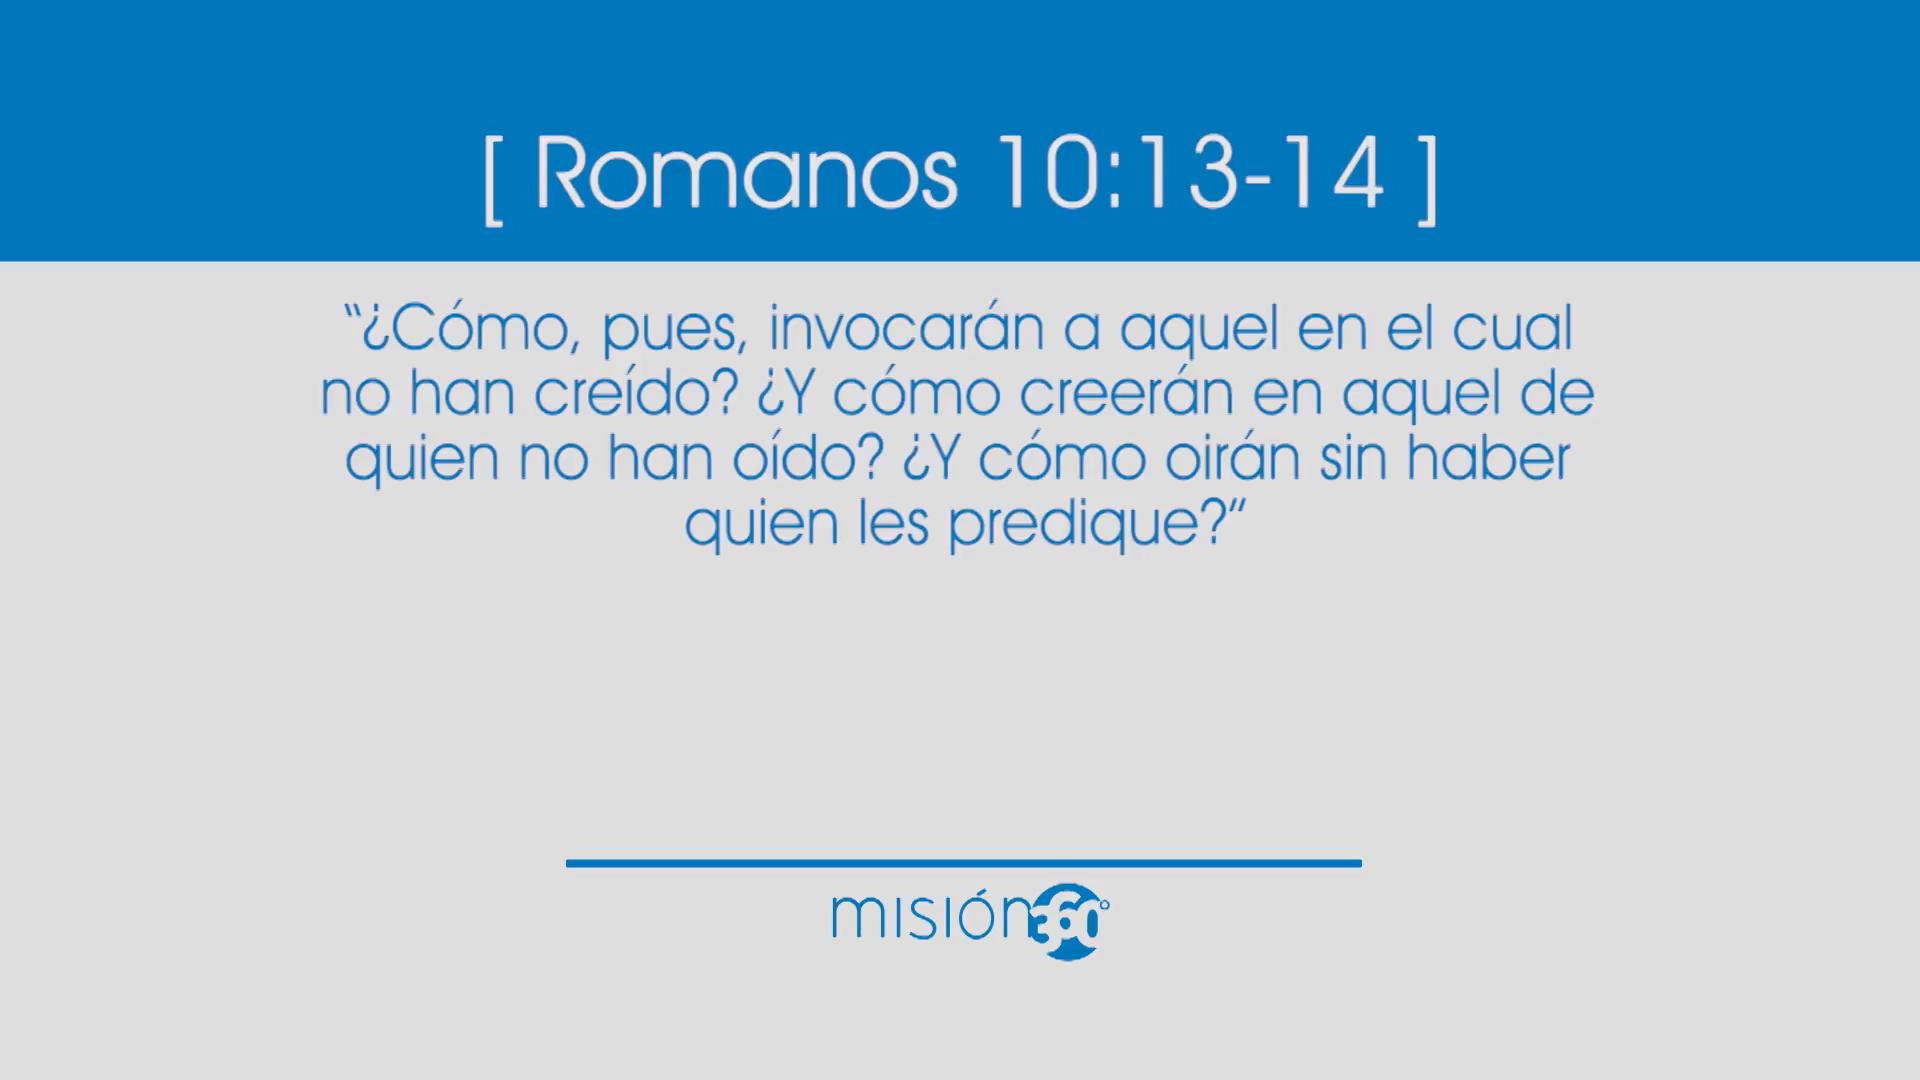 [ Romanos 10:13-14 ]
“¿Cómo, pues, invocarán a aquel en el cual
no han creído? ¿Y cómo creerán en aquel de
quien no han oído? ¿Y cómo oirán sin haber
quien les predique?”
misión360°